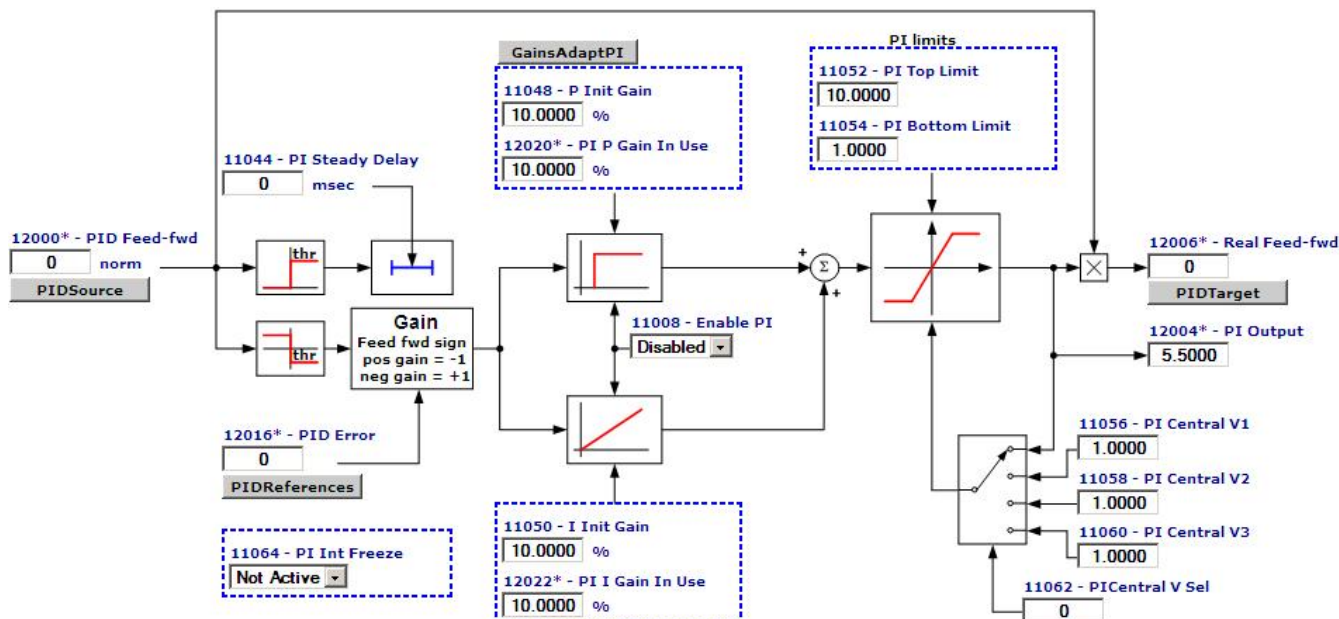 GainsAdaptPI
11048 - P Init Gain
10.0000 %
12020* - PI P Gain In Use
10.0000 %
PI limits
11052 - PI Top Limit
10.0000
11054 - PI Bottom Limit
1.0000
11044 - PI Steady Delay
0 msec
12000* - PID Feed-fwd
0 norm
PIDSource
thr
thr
Gain
Feed fwd sign
pos gain = -1
neg gain = +1
11008 - Enable PI
Disabled
+
Σ
+
12006* - Real Feed-fwd
0
PIDTarget
12004* - PI Output
5.5000
12016* - PID Error
0
PIDReferences
11064 - PI Int Freeze
Not Active
11050 - I Init Gain
10.0000 %
12022* - PI I Gain In Use
10.0000 %
11056 - PI Central V1
1.0000
11058 - PI Central V2
1.0000
11060 - PI Central V3
1.0000
11062 - PICentral V Sel
0